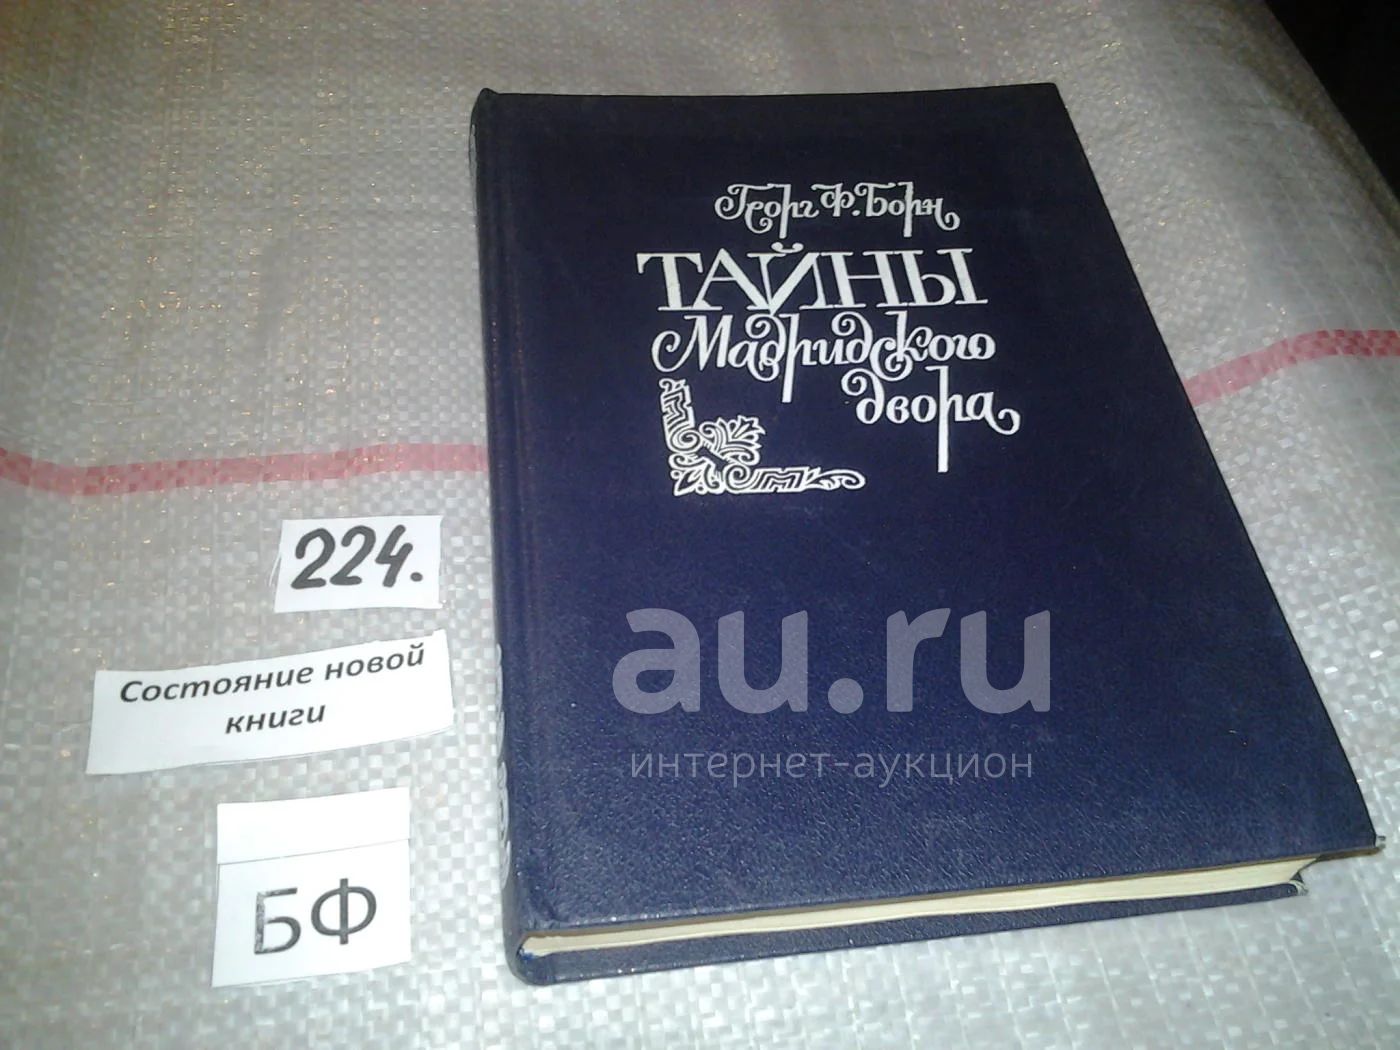 Георг Ф. Борн
ТАЙНЫ
Мадридского
двора
224.
Состояние новой
книги
БФ
au.ru
интернет-аукцион